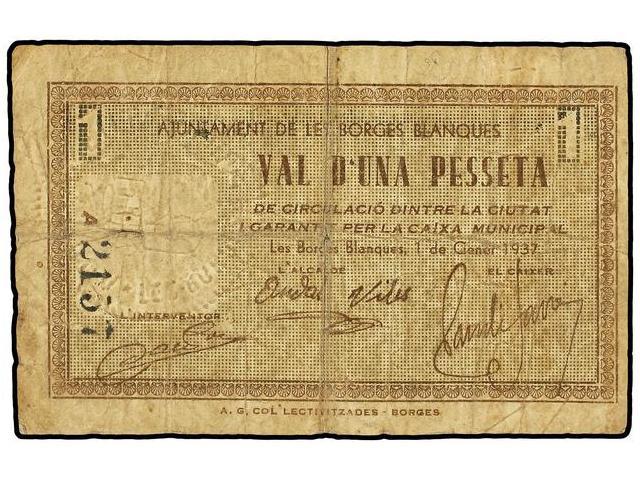 1 1
AJUNTAMENT DE LES BORGES BLANQUES
VAL D'UNA PESSETA
DE CIRCULACIÓ DINTRE LA CIUTAT
I GARANTIT PER LA CAIXA MUNICIPAL
Les Borges Blanques, 1 de Gener 1937
L'ALCALDE EL CAIXER
A 2157
L'INTERVENTOR
A. G. COL·LECTIVITZADES - BORGES